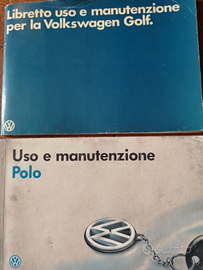 Libretto uso e manutenzione
per la Volkswagen Golf.
Uso e manutenzione
Polo